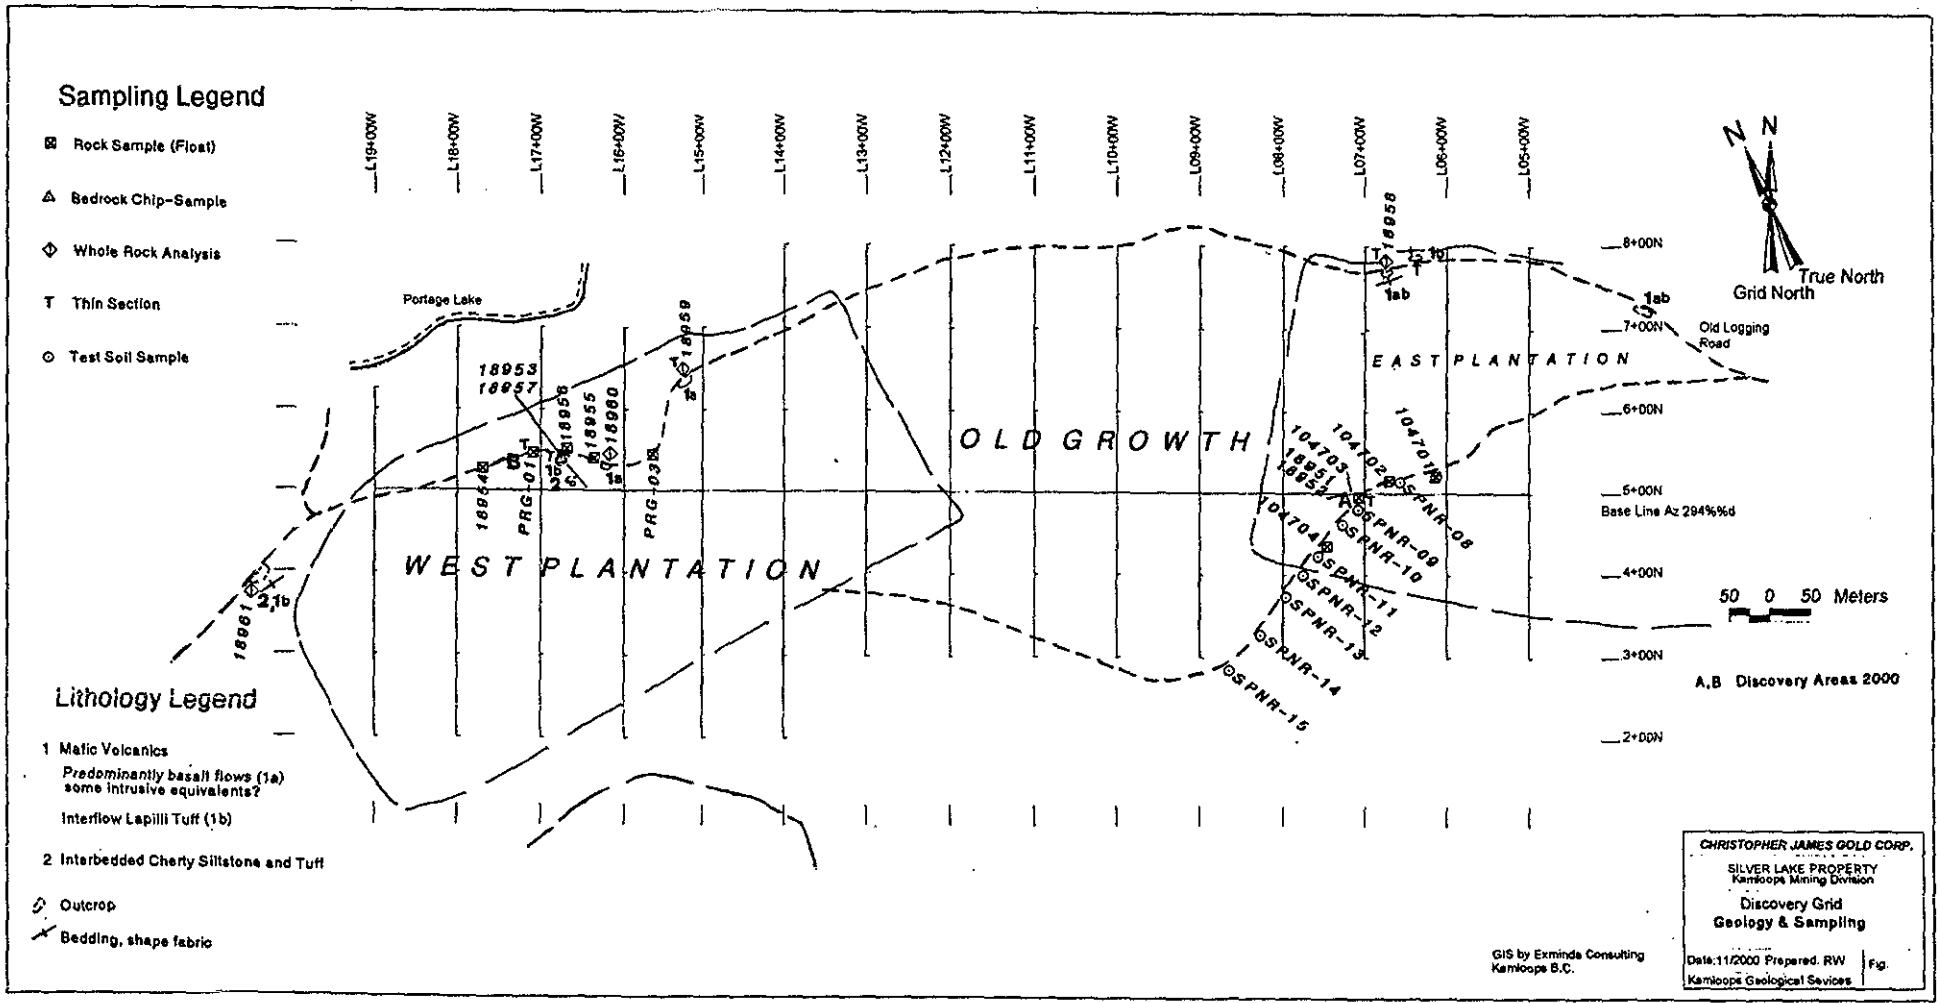 Sampling Legend
Rock Sample (Float)
Bedrock Chip-Sample
Whole Rock Analysis
T Thin Section
Test Soil Sample
L19+00W
L18+00W
L17+00W
L16+00W
L15+00W
L14+00W
L13+00W
L12+00W
L11+00W
L10+00W
L09+00W
L08+00W
L07+00W
L06+00W
L05+00W
N N
True North
Grid North
8+00N
7+00N
6+00N
5+00N
Base Line Az 294%%d
4+00N
3+00N
2+00N
Portage Lake
18958
T
1b
T
1ab
1ab
Old Logging
Road
EAST PLANTATION
18959
18953
18957
18956
18955
18960
T
T
1b
2
1a
18954
PRG-01
PRG-03
OLD GROWTH
WEST PLANTATION
104701
104702
104703
18951
18952
104704
SPNR-08
SPNR-09
SPNR-10
SPNR-11
SPNR-12
SPNR-13
SPNR-14
SPNR-15
18961
2,1b
50 0 50 Meters
A,B Discovery Areas 2000
Lithology Legend
1 Mafic Volcanics
Predominantly basalt flows (1a)
some intrusive equivalents?
Interflow Lapilli Tuff (1b)
2 Interbedded Cherty Siltstone and Tuff
Outcrop
Bedding, shape fabric
GIS by Exminda Consulting
Kamloops B.C.
CHRISTOPHER JAMES GOLD CORP.
SILVER LAKE PROPERTY
Kamloops Mining Division
Discovery Grid
Geology & Sampling
Date:11/2000 Prepared. RW Fig.
Kamloops Geological Sevices